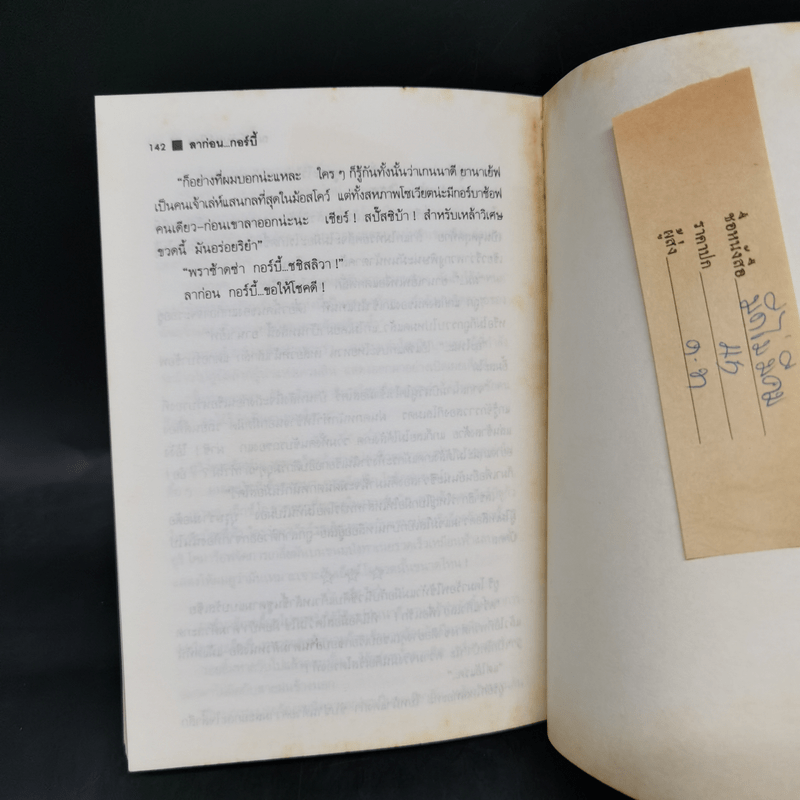 142 ■ ลาก่อน...กอร์บี้
“ก็อย่างที่ผมบอกน่ะแหละ ใคร ๆ ก็รู้กันทั้งนั้นว่าเกนนาดี ยานาเย้ฟ
เป็นคนเจ้าเล่ห์แสนกลที่สุดในม้อสโคว์ แต่ทั้งสหภาพโซเวียตน่ะมีกอร์บาช้อฟ
คนเดียว–ก่อนเขาลาออกน่ะนะ เชียร์! สปัสซิบ้า! สำหรับเหล้าวิเศษ
ขวดนี้ มันอร่อยริยำ”
“พราซ้าดซ่า กอร์บี้...ชชิสลิวา!”
ลาก่อน กอร์บี้...ขอให้โชคดี!
ชื่อหนังสือ
ราคาปก
ผู้ส่ง